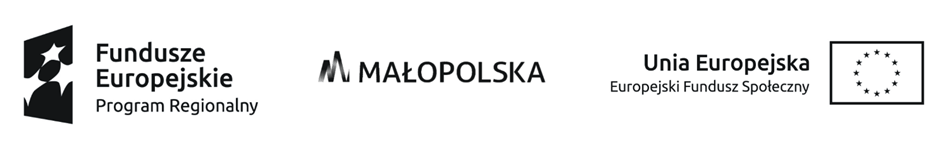 Fundusze
Europejskie
Program Regionalny
MAŁOPOLSKA
Unia Europejska
Europejski Fundusz Społeczny